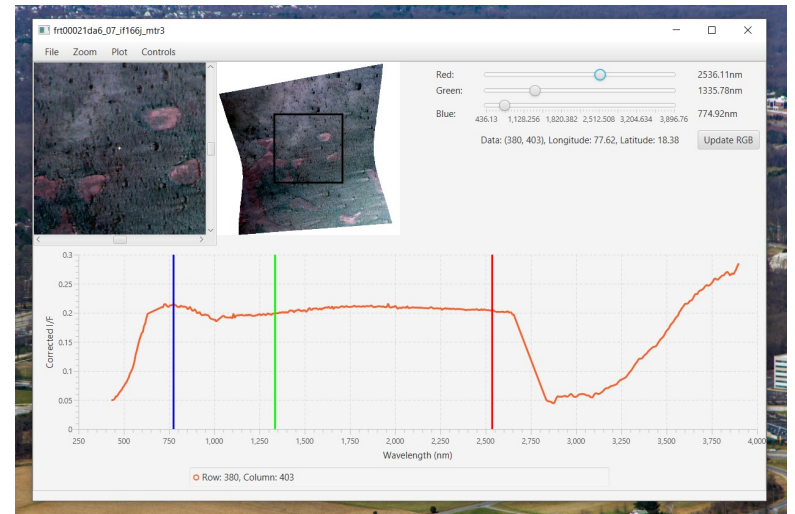 frt00021da6_07_if166j_mtr3
File Zoom Plot Controls
Red: 2536.11nm
Green: 1335.78nm
Blue: 774.92nm
436.13 1,128.256 1,820.382 2,512.508 3,204.634 3,896.76
Data: (380, 403), Longitude: 77.62, Latitude: 18.38 Update RGB
0.3
0.25
0.2
0.15
0.1
0.05
0
Corrected I/F
250 500 750 1,000 1,250 1,500 1,750 2,000 2,250 2,500 2,750 3,000 3,250 3,500 3,750 4,000
Wavelength (nm)
Row: 380, Column: 403